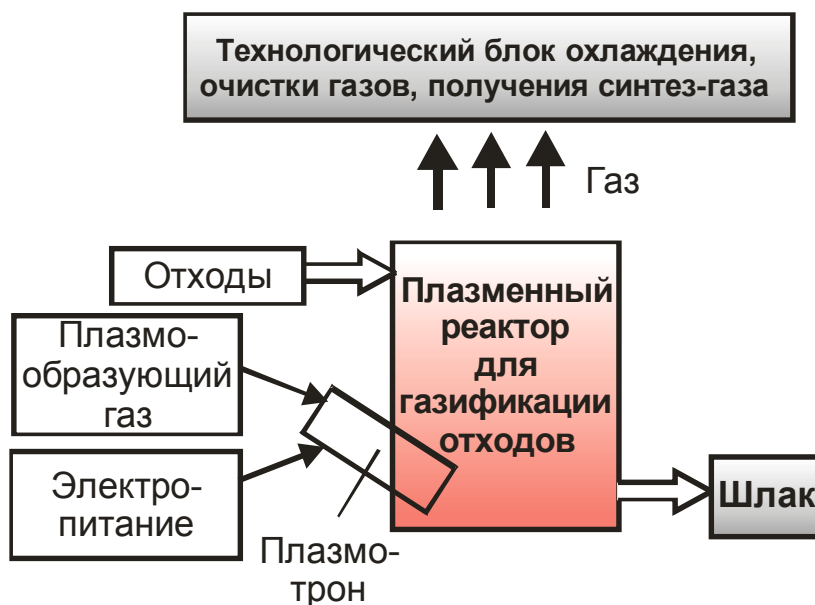 Технологический блок охлаждения,
очистки газов, получения синтез-газа
Газ
Отходы
Плазменный
реактор
для
газификации
отходов
Плазмо-
образующий
газ
Электро-
питание
Плазмо-
трон
Шлак